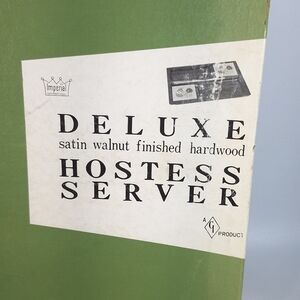 Imperial
DELUXE
satin walnut finished hardwood
HOSTESS
SERVER
A
PRODUCT